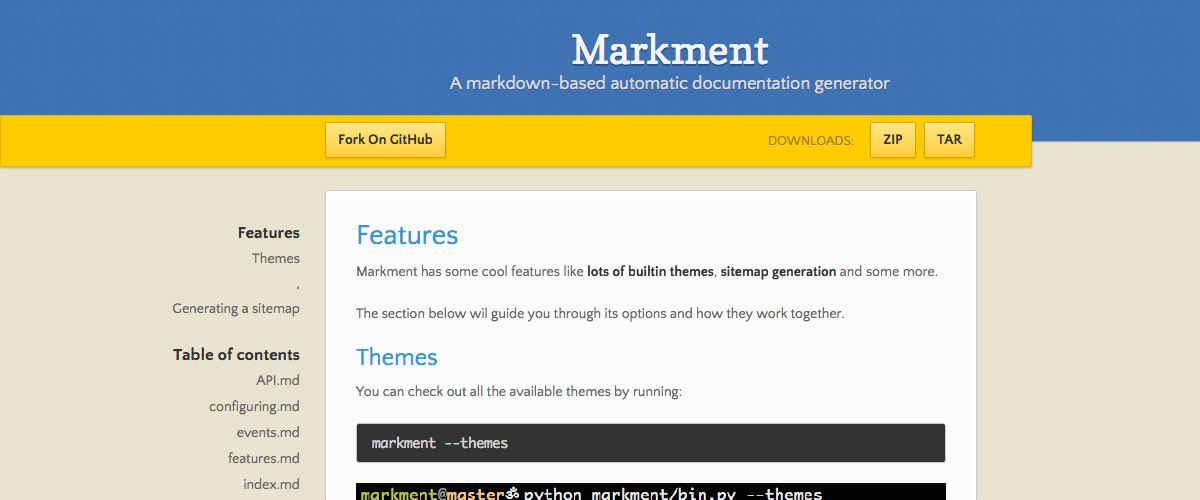 Markment
A markdown-based automatic documentation generator
Fork On GitHub
DOWNLOADS:
ZIP
TAR
Features
Themes
,
Generating a sitemap
Table of contents
API.md
configuring.md
events.md
features.md
index.md
Features
Markment has some cool features like lots of builtin themes, sitemap generation and some more.
The section below wil guide you through its options and how they work together.
Themes
You can check out all the available themes by running:
markment --themes
markment@masterॐ python markment/bin.py --themes